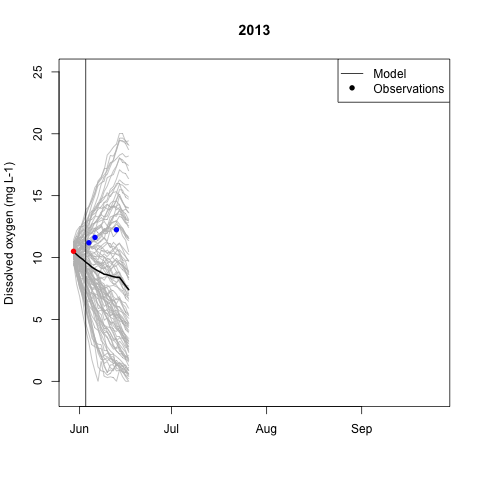 2013
Dissolved oxygen (mg L-1)
25
20
15
10
5
0
Jun
Jul
Aug
Sep
Model
Observations